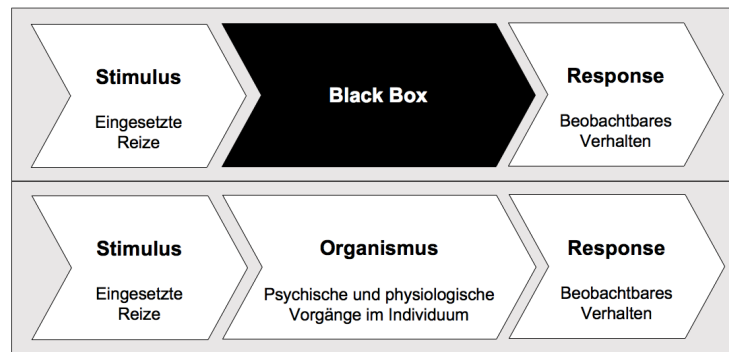 Stimulus
Eingesetzte
Reize
Black Box
Response
Beobachtbares
Verhalten
Stimulus
Eingesetzte
Reize
Organismus
Psychische und physiologische
Vorgänge im Individuum
Response
Beobachtbares
Verhalten